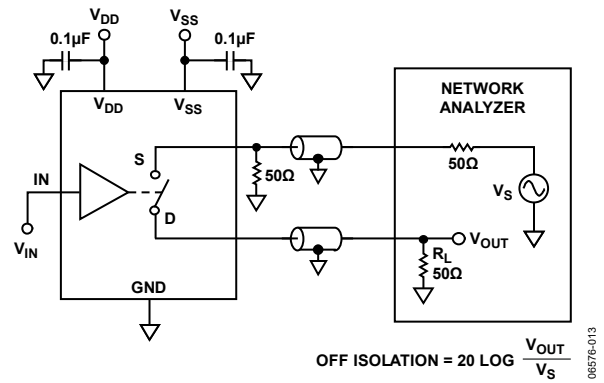 VDD
VSS
0.1µF
0.1µF
VDD
VSS
NETWORK
ANALYZER
S
50Ω
50Ω
IN
VS
D
VOUT
VIN
RL
50Ω
GND
OFF ISOLATION = 20 LOG VOUT
VS
06576-013